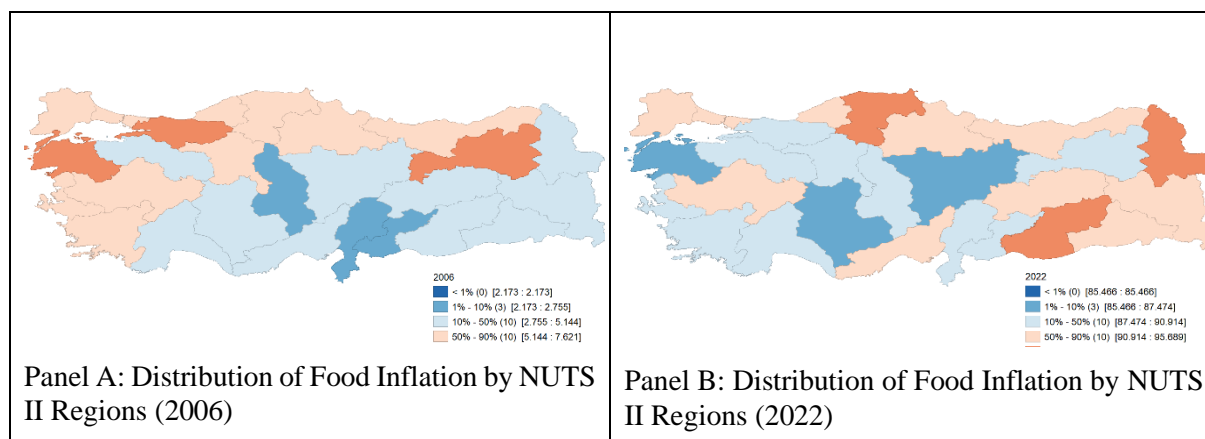 2006
< 1% (0) [2.173 : 2.173]
1% - 10% (3) [2.173 : 2.755]
10% - 50% (10) [2.755 : 5.144]
50% - 90% (10) [5.144 : 7.621]
Panel A: Distribution of Food Inflation by NUTS
II Regions (2006)
2022
< 1% (0) [85.466 : 85.466]
1% - 10% (3) [85.466 : 87.474]
10% - 50% (10) [87.474 : 90.914]
50% - 90% (10) [90.914 : 95.689]
Panel B: Distribution of Food Inflation by NUTS
II Regions (2022)